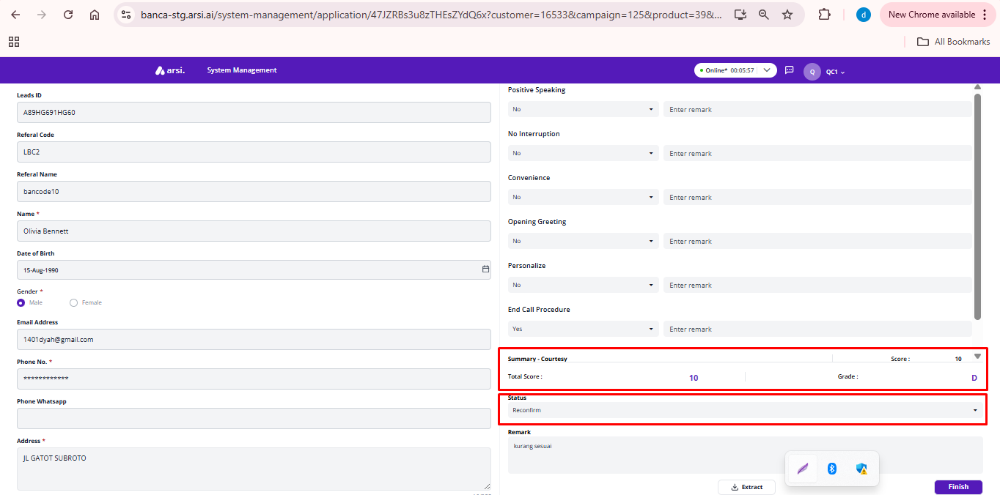 banca-stg.arsi.ai/system-management/application/47JZRBs3u8zTHEsZYdQ6x?customer=16533&campaign=125&product=39&...
d
New Chrome available
All Bookmarks
arsi.
System Management
Online* 00:05:57
Q
QC1
Leads ID
A89HG691HG60
Referal Code
LBC2
Referal Name
bancode10
Name *
Olivia Bennett
Date of Birth
15-Aug-1990
Gender *
Male Female
Email Address
1401dyah@gmail.com
Phone No. *
************
Phone Whatsapp
Address *
JL GATOT SUBROTO
Positive Speaking
No Enter remark
No Interruption
No Enter remark
Convenience
No Enter remark
Opening Greeting
No Enter remark
Personalize
No Enter remark
End Call Procedure
Yes Enter remark
Summary - Courtesy Score : 10
Total Score : 10 Grade : D
Status
Reconfirm
Remark
kurang sesuai
Extract
Finish